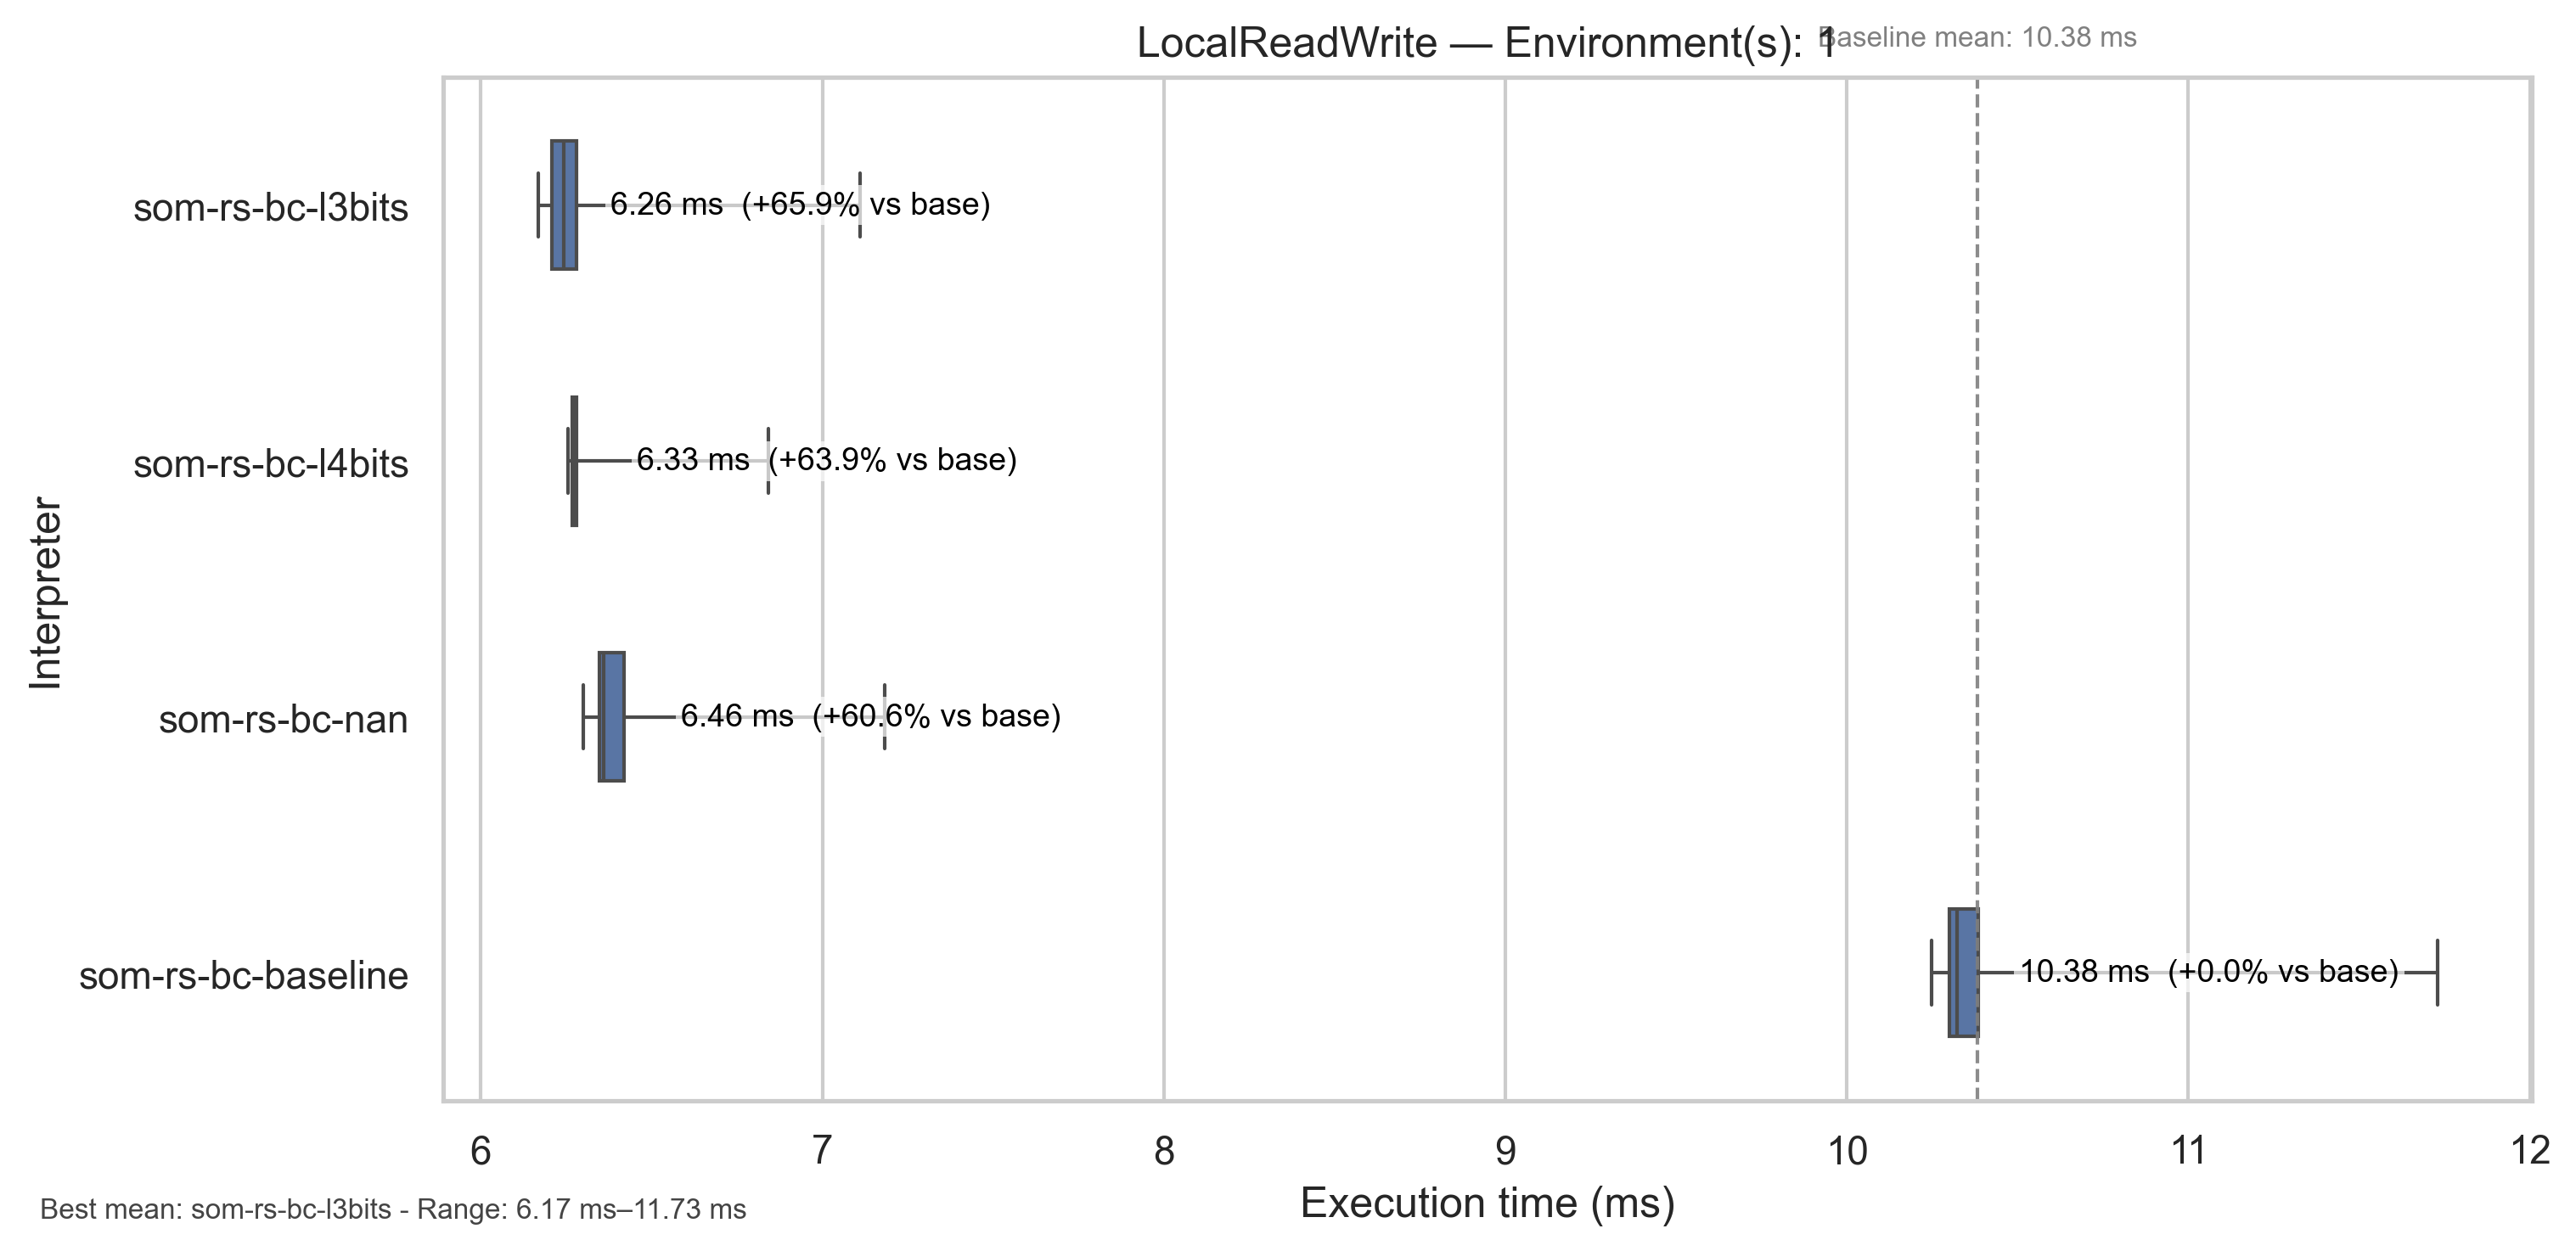 LocalReadWrite — Environment(s): 1
Baseline mean: 10.38 ms
som-rs-bc-l3bits
6.26 ms (+65.9% vs base)
som-rs-bc-l4bits
6.33 ms (+63.9% vs base)
som-rs-bc-nan
6.46 ms (+60.6% vs base)
som-rs-bc-baseline
10.38 ms (+0.0% vs base)
Interpreter
6 7 8 9 10 11 12
Execution time (ms)
Best mean: som-rs-bc-l3bits - Range: 6.17 ms–11.73 ms